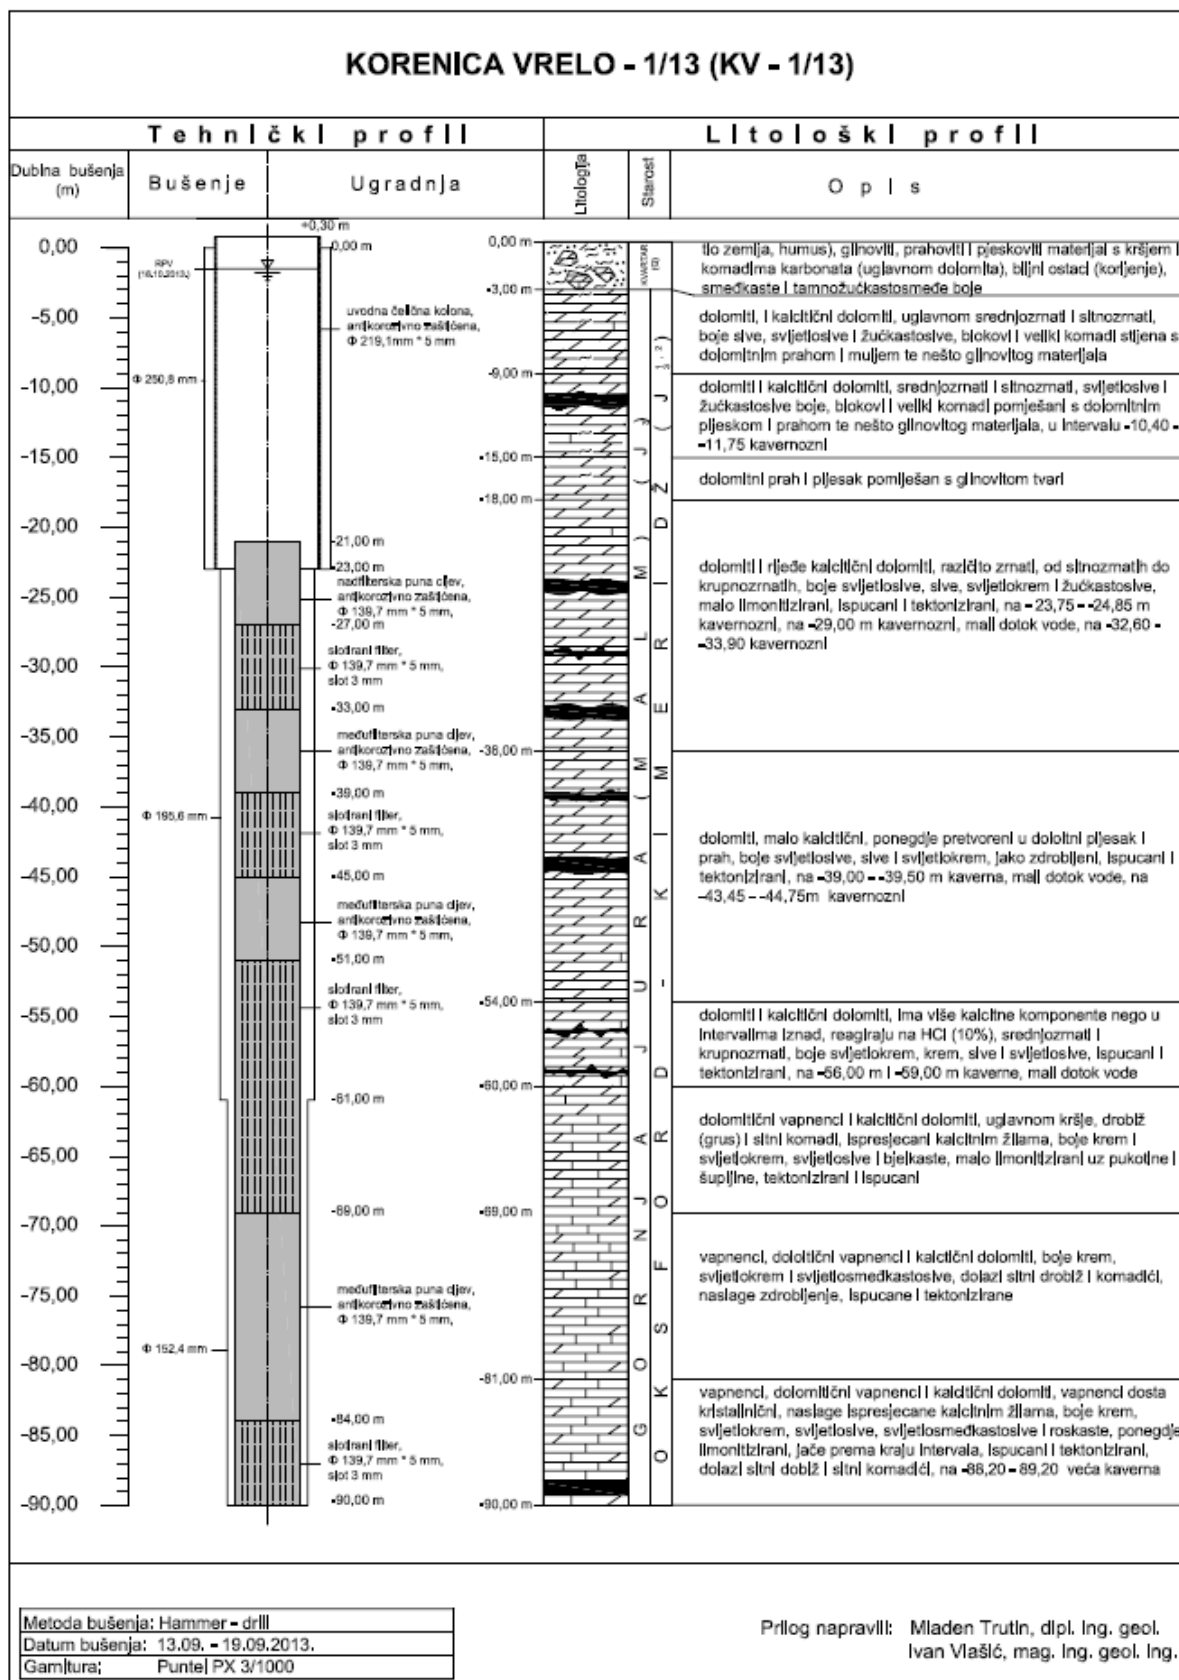 KORENICA VRELO - 1/13 (KV - 1/13)
Tehnički profil
Litološki profil
Dubina bušenja
(m)
Bušenje
Ugradnja
Litologija
Starost
Opis
+0,30 m
0,00
-5,00
-10,00
-15,00
-20,00
-25,00
-30,00
-35,00
-40,00
-45,00
-50,00
-55,00
-60,00
-65,00
-70,00
-75,00
-80,00
-85,00
-90,00
RPV
(16.10.2013.)
Φ 250,8 mm
Φ 195,6 mm
Φ 152,4 mm
0,00 m
uvodna čelična kolona,
antikorozivno zaštićena,
Φ 219,1mm * 5 mm
-21,00 m
-23,00 m
nadfilterska puna cijev,
antikorozivno zaštićena,
Φ 139,7 mm * 5 mm,
-27,00 m
slotirani filter,
Φ 139,7 mm * 5 mm,
slot 3 mm
-33,00 m
međufilterska puna cijev,
antikorozivno zaštićena,
Φ 139,7 mm * 5 mm,
-39,00 m
slotirani filter,
Φ 139,7 mm * 5 mm,
slot 3 mm
-45,00 m
međufilterska puna cijev,
antikorozivno zaštićena,
Φ 139,7 mm * 5 mm,
-51,00 m
slotirani filter,
Φ 139,7 mm * 5 mm,
slot 3 mm
-61,00 m
-69,00 m
međufilterska puna cijev,
antikorozivno zaštićena,
Φ 139,7 mm * 5 mm,
-84,00 m
slotirani filter,
Φ 139,7 mm * 5 mm,
slot 3 mm
-90,00 m
0,00 m
-3,00 m
-9,00 m
-15,00 m
-18,00 m
-36,00 m
-54,00 m
-60,00 m
-69,00 m
-81,00 m
-90,00 m
KVARTAR
(Q)
GORNJA JURA (MALM) (J3)
OKSFORD - KIMERIDŽ (J 1,2 3)
tlo zemlja, humus), glinoviti, prahoviti i pjeskoviti materijal s kršjem i
komadima karbonata (uglavnom dolomita), biljni ostaci (korijenje),
smeđkaste i tamnožućkastosmeđe boje
dolomiti, i kalcitični dolomiti, uglavnom srednjozrnati i sitnozrnati,
boje sive, svijetlosive i žućkastosive, blokovi i veliki komadi stijena s
dolomitnim prahom i muljem te nešto glinovitog materijala
dolomiti i kalcitični dolomiti, srednjozrnati i sitnozrnati, svijetlosive i
žućkastosive boje, blokovi i veliki komadi pomješani s dolomitnim
pijeskom i prahom te nešto glinovitog materijala, u intervalu -10,40 -
-11,75 kavernozni
dolomitni prah i pijesak pomiješan s glinovitom tvari
dolomiti i rijeđe kalcitični dolomiti, različito zrnati, od sitnozrnatih do
krupnozrnatih, boje svijetlosive, sive, svijetlokrem i žućkastosive,
malo limonitizirani, ispucani i tektonizirani, na -23,75 - -24,85 m
kavernozni, na -29,00 m kavernozni, mali dotok vode, na -32,60 -
-33,90 kavernozni
dolomiti, malo kalcitični, ponegdje pretvoreni u doloitni pijesak i
prah, boje svijetlosive, sive i svijetlokrem, jako zdrobljeni, ispucani i
tektonizirani, na -39,00 - -39,50 m kaverna, mali dotok vode, na
-43,45 - -44,75m kavernozni
dolomiti i kalcitični dolomiti, ima više kalcitne komponente nego u
intervalima iznad, reagiraju na HCl (10%), srednjozrnati i
krupnozrnati, boje svijetlokrem, krem, sive i svijetlosive, ispucani i
tektonizirani, na -56,00 m i -59,00 m kaverne, mali dotok vode
dolomitični vapnenci i kalcitični dolomiti, uglavnom kršje, drobiž
(grus) i sitni komadi, ispresjecani kalcitnim žilama, boje krem i
svijetlokrem, svijetlosive i bjelkaste, malo limonitizirani uz pukotine i
šupljine, tektonizirani i ispucani
vapnenci, doloitični vapnenci i kalctični dolomiti, boje krem,
svijetlokrem i svijetlosmeđkastosive, dolazi sitni drobiž i komadići,
naslage zdrobljenje, ispucane i tektonizirane
vapnenci, dolomitični vapnenci i kalcitični dolomiti, vapnenci dosta
kristalinični, naslage ispresjecane kalcitnim žilama, boje krem,
svijetlokrem, svijetlosive, svijetlosmeđkastosive i roskaste, ponegdje
limonitizirani, jače prema kraju intervala, ispucani i tektonizirani,
dolazi sitni dobiž i sitni komadići, na -88,20 - 89,20 veća kaverna
Metoda bušenja: Hammer - drill
Datum bušenja: 13.09. - 19.09.2013.
Garnitura: Puntel PX 3/1000
Prilog napravili: Mladen Trutin, dipl. ing. geol.
Ivan Vlašić, mag. ing. geol. ing.